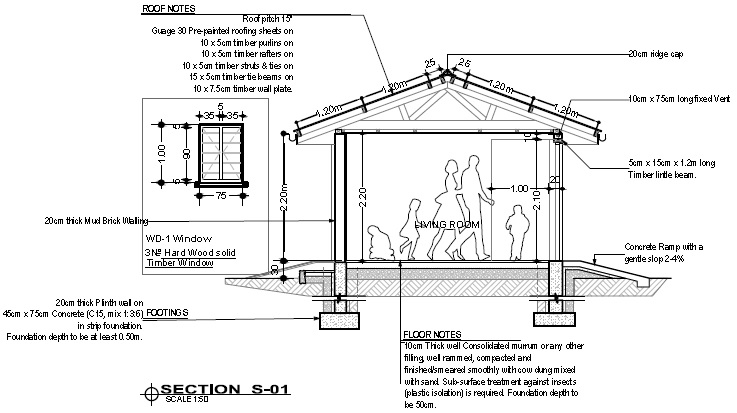 ROOF NOTES
Roof pitch 15°
Guage 30 Pre-painted roofing sheets on
10 x 5cm timber purlins on
10 x 5cm timber rafters on
10 x 5cm timber struts & ties on
15 x 5cm timber tie beams on
10 x 7.5cm timber wall plate.
25
25
1.20m
1.20m
1.20m
1.20m
20cm ridge cap
10cm x 75cm long fixed Vent
5cm x 15cm x 1.2m long
Timber lintle beam.
5
35
35
5
1.00
90
5
75
WD-1 Window
3Nº Hard Wood solid
Timber Window
20cm thick Mud Brick Walling
2.20m
30
2.20
10
1.00
20
2.10
LIVING ROOM
Concrete Ramp with a
gentle slop 2-4%
20cm thick Plinth wall on
45cm x 75cm Concrete (C15, mix 1:3:6)
in strip foundation.
Foundation depth to be at least 0.50m.
FOOTINGS
FLOOR NOTES
10cm Thick well Consolidated murrum or any other
filling, well rammed, compacted and
finished/smeared smoothly with cow dung mixed
with sand. Sub-surface treatment against insects
(plastic isolation) is required. Foundation depth to
be 50cm.
SECTION S-01
SCALE 1:50